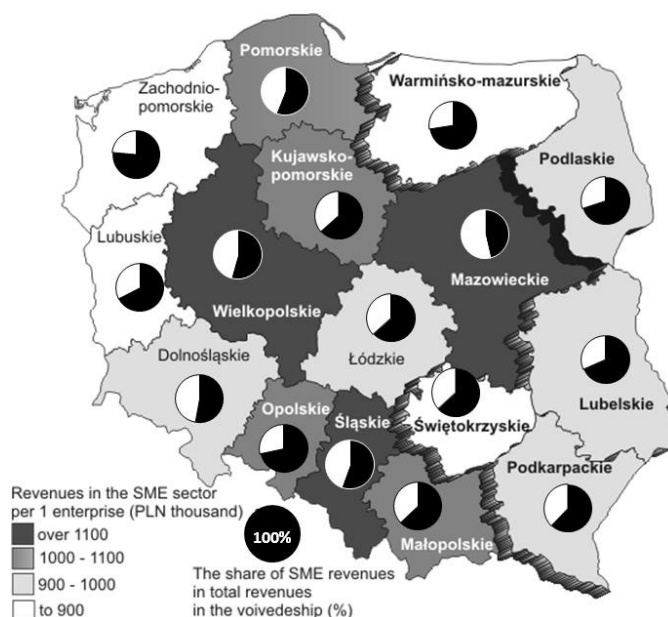 Pomorskie
Zachodnio-
pomorskie
Warmińsko-mazurskie
Kujawsko-
pomorskie
Podlaskie
Lubuskie
Mazowieckie
Wielkopolskie
Dolnośląskie
Łódzkie
Opolskie
Śląskie
Świętokrzyskie
Lubelskie
Podkarpackie
Małopolskie
Revenues in the SME sector
per 1 enterprise (PLN thousand)
over 1100
1000 - 1100
900 - 1000
to 900
100%
The share of SME revenues
in total revenues
in the voivedeship (%)